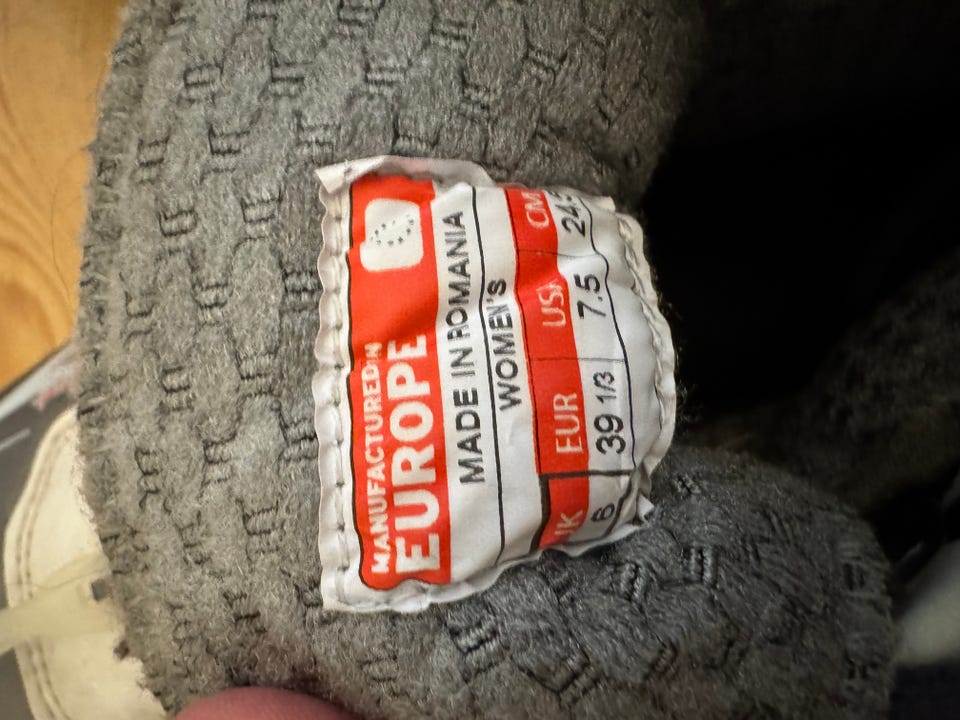 MANUFACTURED IN
EUROPE
MADE IN ROMANIA
WOMEN'S
UK EUR USA CM
6 39 1/3 7.5 24.5